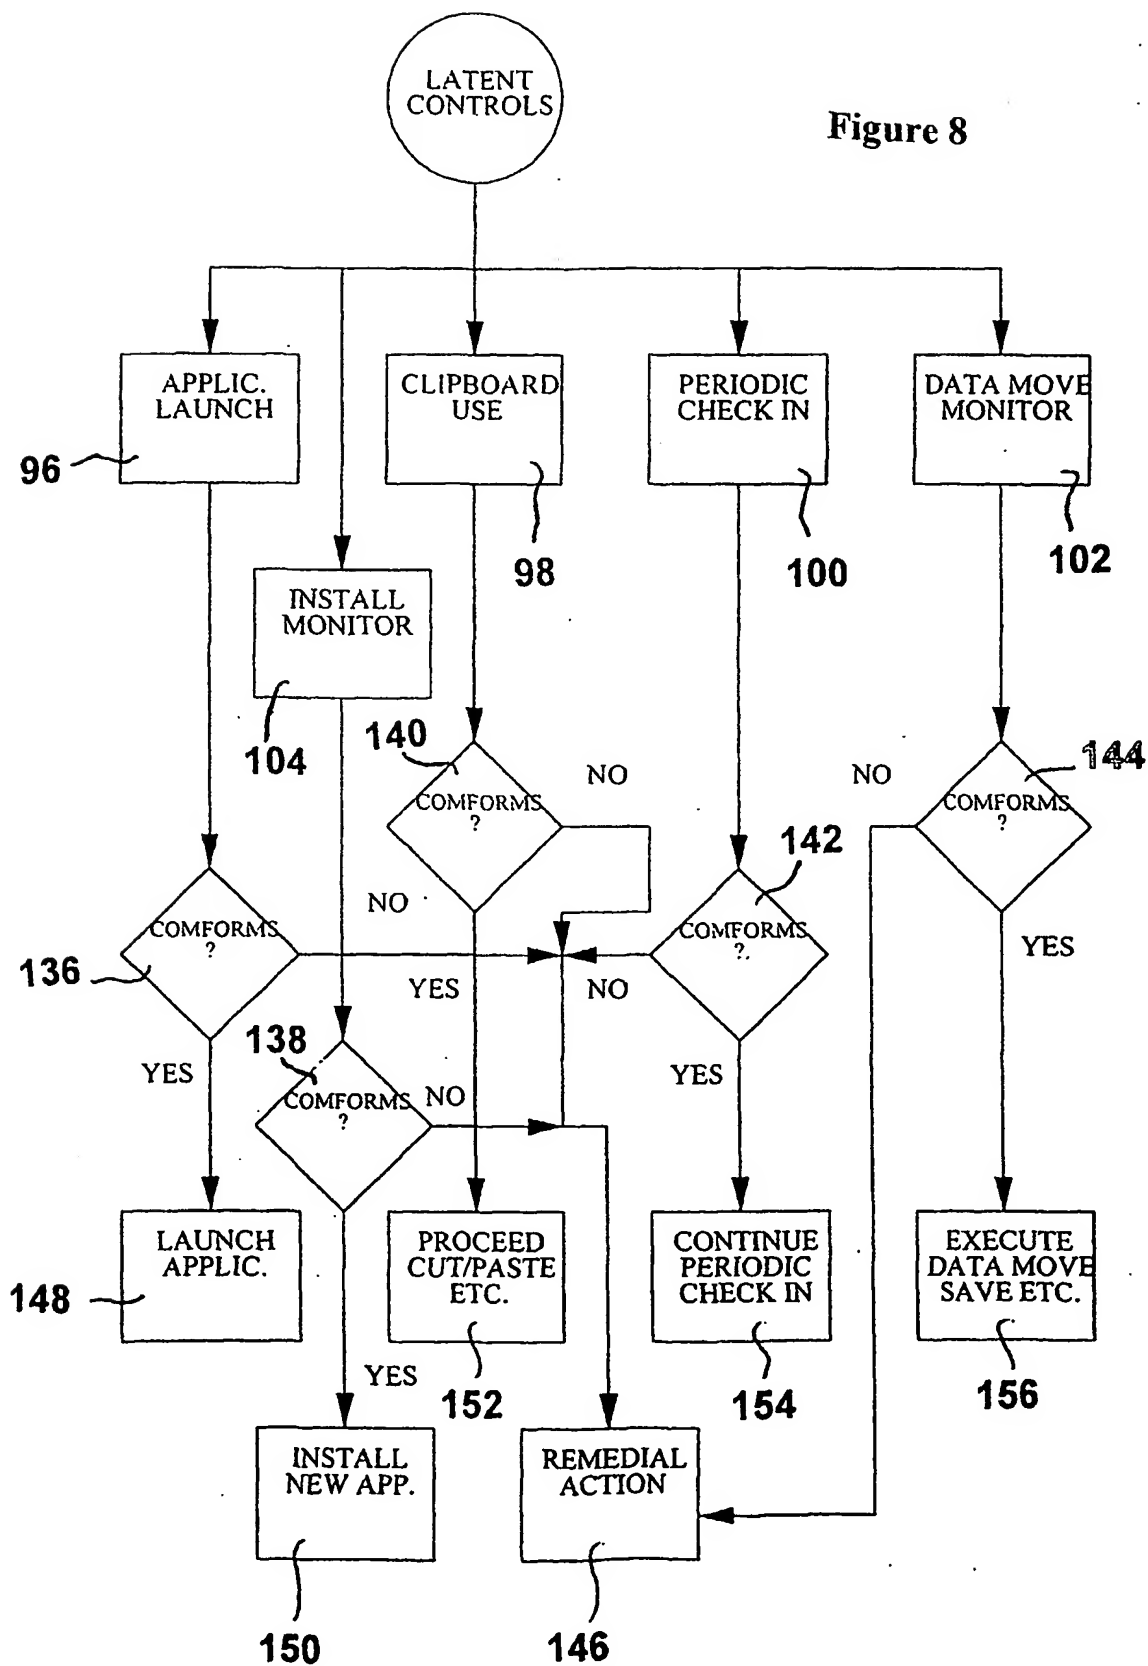 LATENT
CONTROLS
Figure 8
APPLIC.
LAUNCH
CLIPBOARD
USE
PERIODIC
CHECK IN
DATA MOVE
MONITOR
96
98
100
102
INSTALL
MONITOR
104
140
NO
NO
144
COMFORMS
?
COMFORMS
?
142
NO
COMFORMS
?
COMFORMS
?
136
YES
NO
YES
138
YES
YES
COMFORMS
?
NO
LAUNCH
APPLIC.
PROCEED
CUT/PASTE
ETC.
CONTINUE
PERIODIC
CHECK IN
EXECUTE
DATA MOVE
SAVE ETC.
148
YES
152
154
156
INSTALL
NEW APP.
REMEDIAL
ACTION
150
146